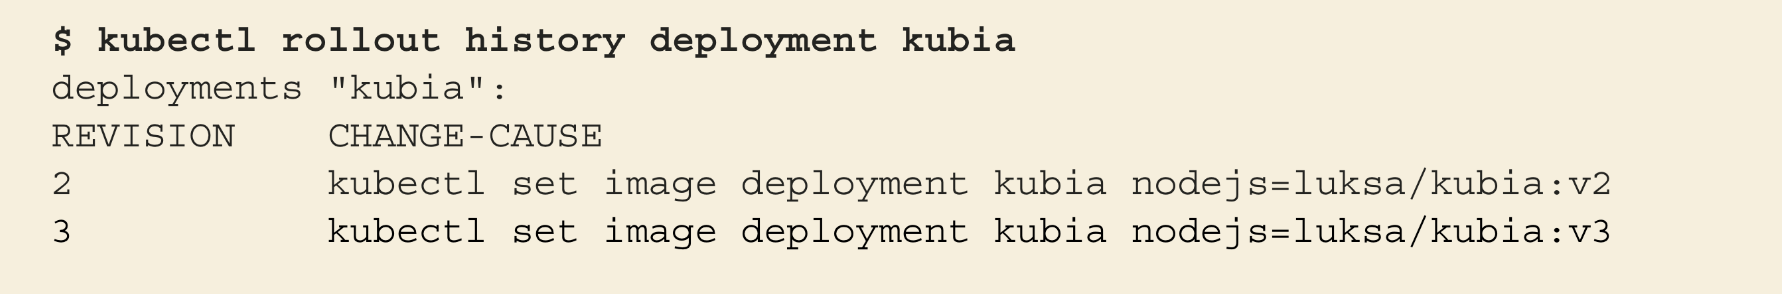 $ kubectl rollout history deployment kubia
deployments "kubia":
REVISION    CHANGE-CAUSE
2           kubectl set image deployment kubia nodejs=luksa/kubia:v2
3           kubectl set image deployment kubia nodejs=luksa/kubia:v3